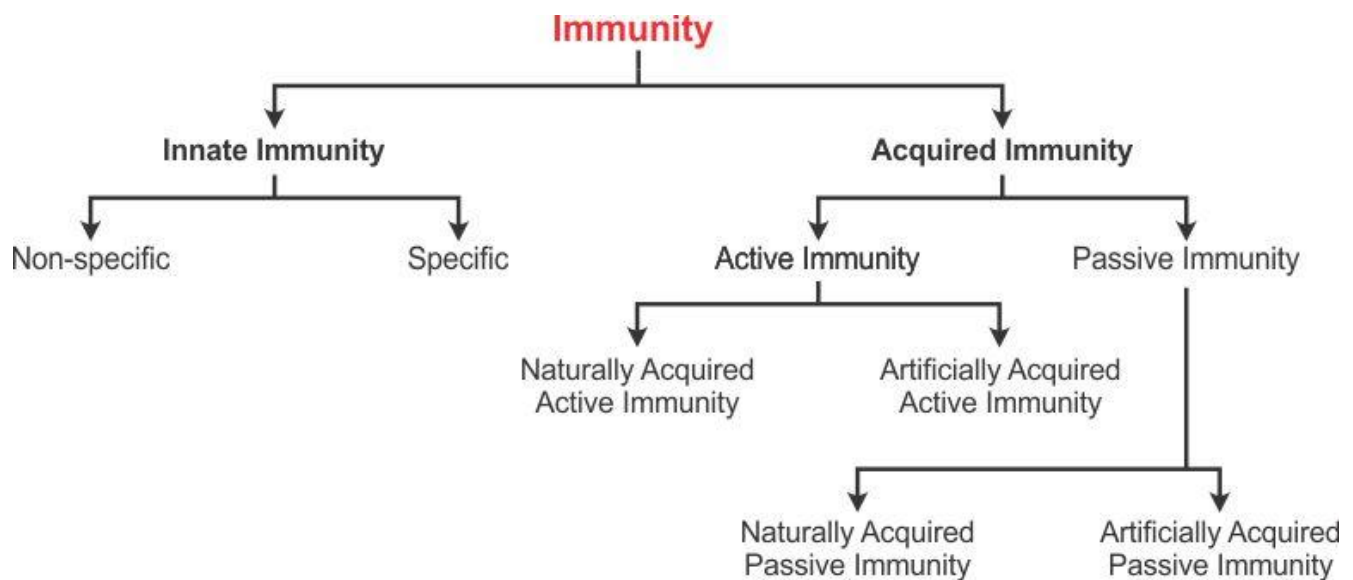 Immunity
Innate Immunity
Acquired Immunity
Non-specific
Specific
Active Immunity
Passive Immunity
Naturally Acquired
Active Immunity
Artificially Acquired
Active Immunity
Naturally Acquired
Passive Immunity
Artificially Acquired
Passive Immunity